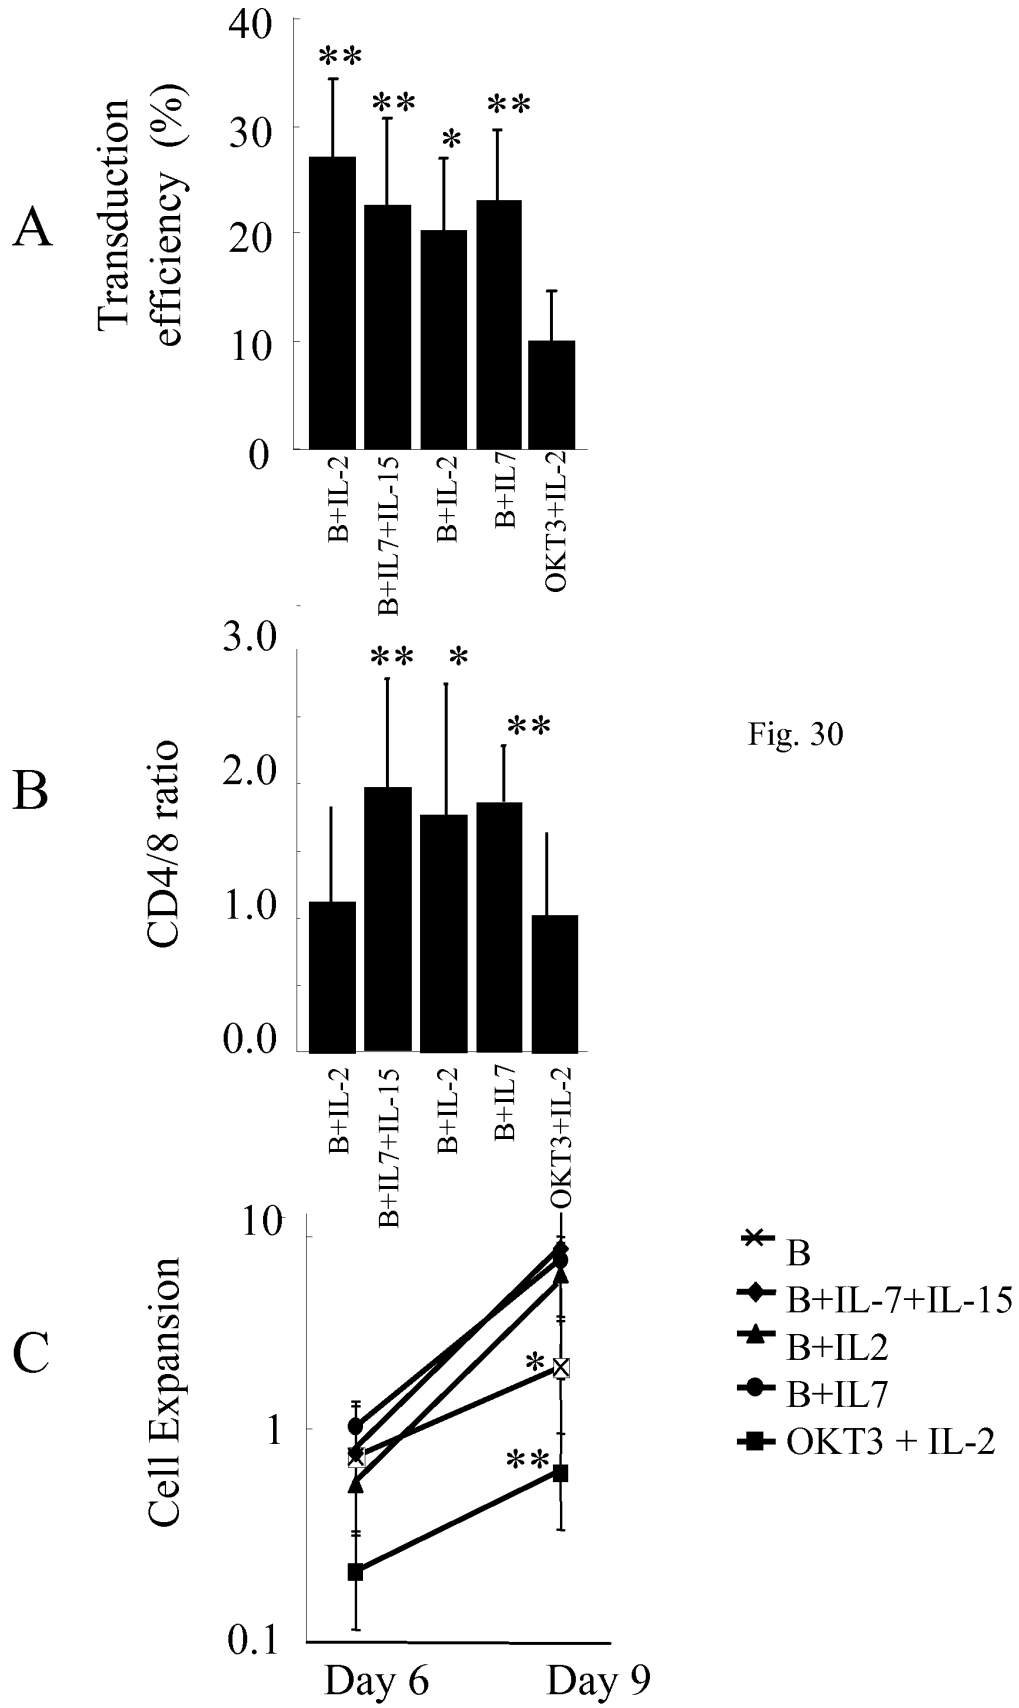 A
Transduction
efficiency (%)
40
30
20
10
0
**
**
*
**
B+IL-2
B+IL7+IL-15
B+IL-2
B+IL7
OKT3+IL-2
B
CD4/8 ratio
3.0
2.0
1.0
0.0
**
*
**
B+IL-2
B+IL7+IL-15
B+IL-2
B+IL7
OKT3+IL-2
Fig. 30
C
Cell Expansion
10
1
0.1
*
**
Day 6
Day 9
B
B+IL-7+IL-15
B+IL2
B+IL7
OKT3 + IL-2